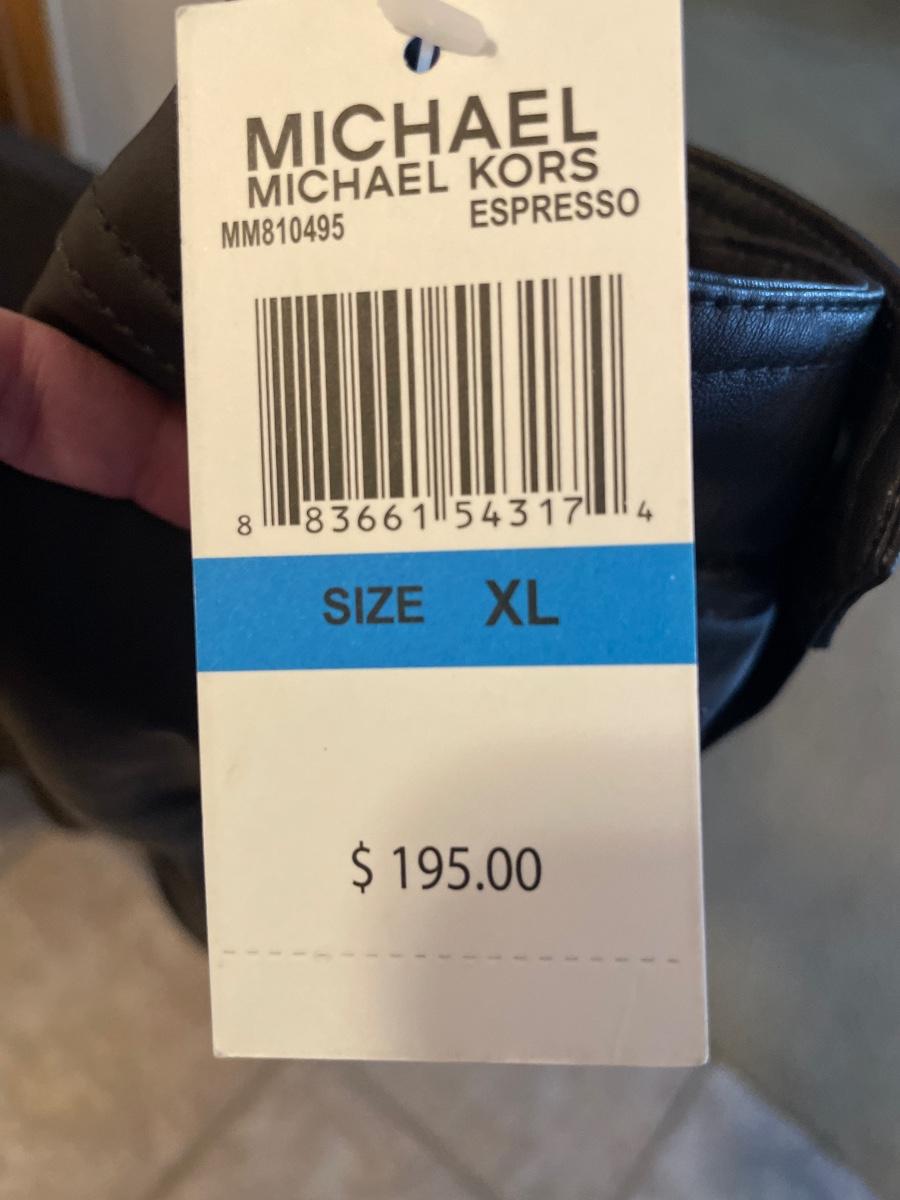 MICHAEL
MICHAEL KORS
MM810495 ESPRESSO
8 83661 54317 4
SIZE XL
$ 195.00